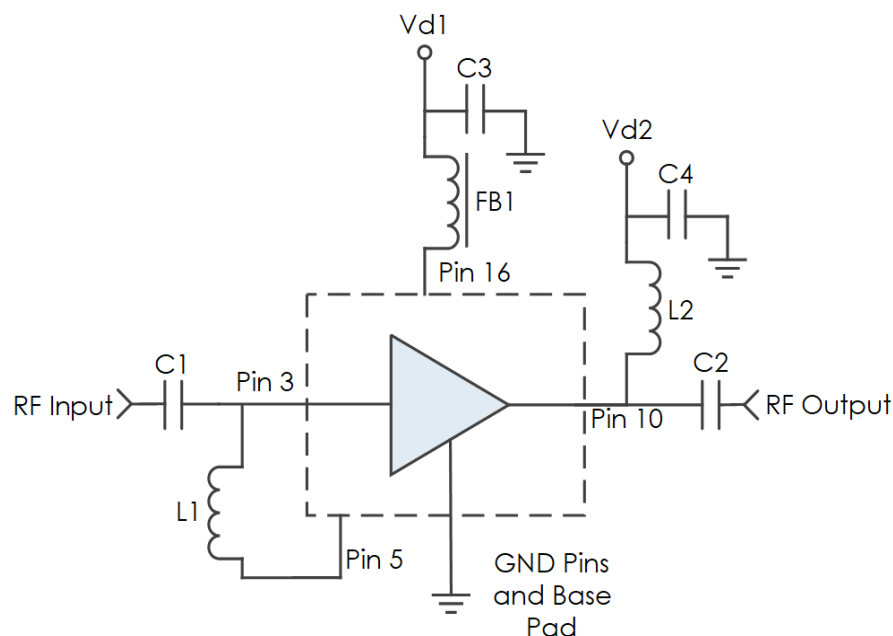 Vd1
C3
Vd2
C4
FB1
Pin 16
L2
C1
Pin 3
C2
RF Input
Pin 10
RF Output
L1
Pin 5
GND Pins
and Base
Pad